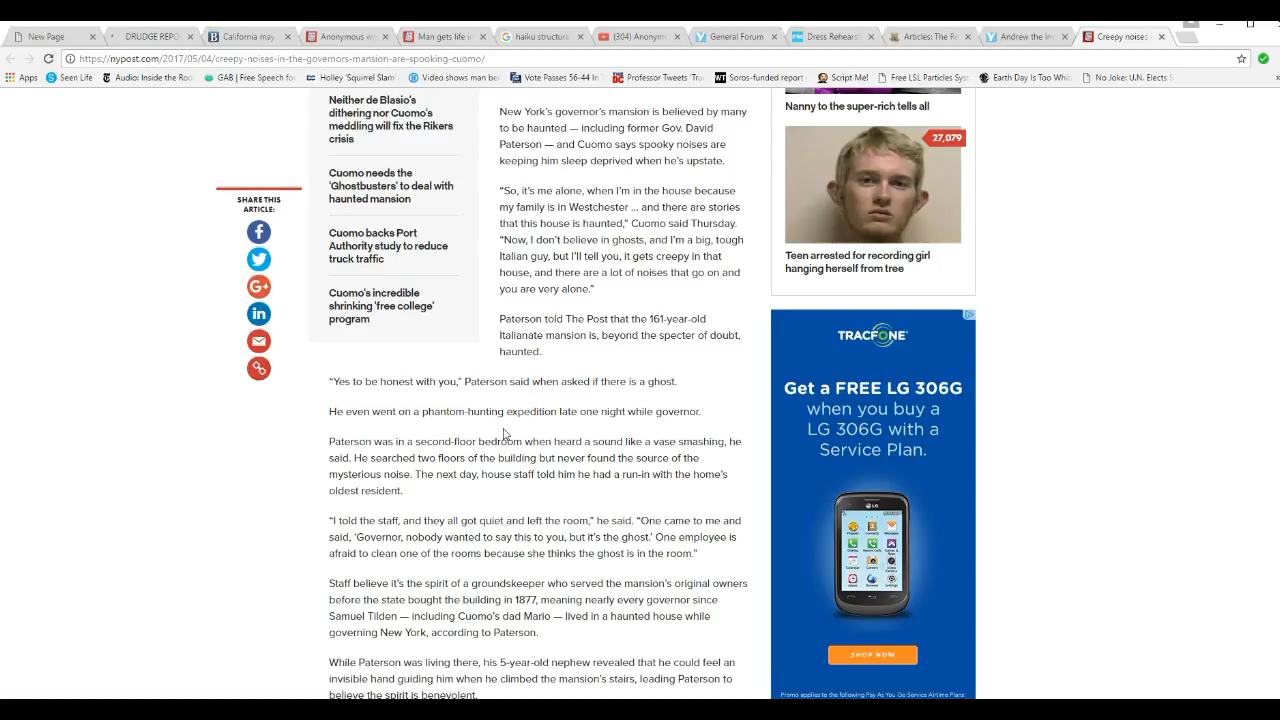 New Page
DRUDGE REPO
California may
Anonymous w
Man gets life in
haiku structure
(304) Anonym
General Forum
Dress Rehears
Articles: The Re
Andrew the In
Creepy noises
https://nypost.com/2017/05/04/creepy-noises-in-the-governors-mansion-are-spooking-cuomo/
Apps
Seen Life
Audio: Inside the Roo
GAB | Free Speech fo
Holley 'Squirrel Slam'
Video shows man be
Vote Passes 56-44 In
Professor Tweets 'Tru
Soros-funded report
Script Me!
Free LSL Particles Sys
Earth Day Is Too Whi
No Joke: U.N. Elects S
Neither de Blasio's
dithering nor Cuomo's
meddling will fix the Rikers
crisis
Cuomo needs the
'Ghostbusters' to deal with
haunted mansion
Cuomo backs Port
Authority study to reduce
truck traffic
Cuomo's incredible
shrinking 'free college'
program
SHARE THIS
ARTICLE:
New York's governor's mansion is believed by many
to be haunted — including former Gov. David
Paterson — and Cuomo says spooky noises are
keeping him sleep deprived when he's upstate.
“So, it's me alone, when I'm in the house because
my family is in Westchester ... and there are stories
that this house is haunted,” Cuomo said Thursday.
“Now, I don't believe in ghosts, and I'm a big, tough
Italian guy, but I'll tell you, it gets creepy in that
house, and there are a lot of noises that go on and
you are very alone.”
Paterson told The Post that the 161-year-old
Italianate mansion is, beyond the specter of doubt,
haunted.
“Yes to be honest with you,” Paterson said when asked if there is a ghost.
He even went on a phantom-hunting expedition late one night while governor.
Paterson was in a second-floor bedroom when heard a sound like a vase smashing, he
said. He searched two floors of the building but never found the source of the
mysterious noise. The next day, house staff told him he had a run-in with the home's
oldest resident.
“I told the staff, and they all got quiet and left the room,” he said. “One came to me and
said, ‘Governor, nobody wanted to say this to you, but it's the ghost.’ One employee is
afraid to clean one of the rooms because she thinks the ghost is in the room.”
Staff believe it's the spirit of a groundskeeper who served the mansion's original owners
before the state bought the building in 1877, meaning nearly every governor since
Samuel Tilden — including Cuomo's dad Mario — lived in a haunted house while
governing New York, according to Paterson.
While Paterson was living there, his 5-year-old nephew revealed that he could feel an
invisible hand guiding him when he climbed the mansion's stairs, leading Paterson to
believe the spirit is benevolent.
Nanny to the super-rich tells all
27,079
Teen arrested for recording girl
hanging herself from tree
TRACFONE
Get a FREE LG 306G
when you buy a
LG 306G with a
Service Plan.
LG
SHOP NOW
Promo applies to the following Pay As You Go Service Airtime Plans: